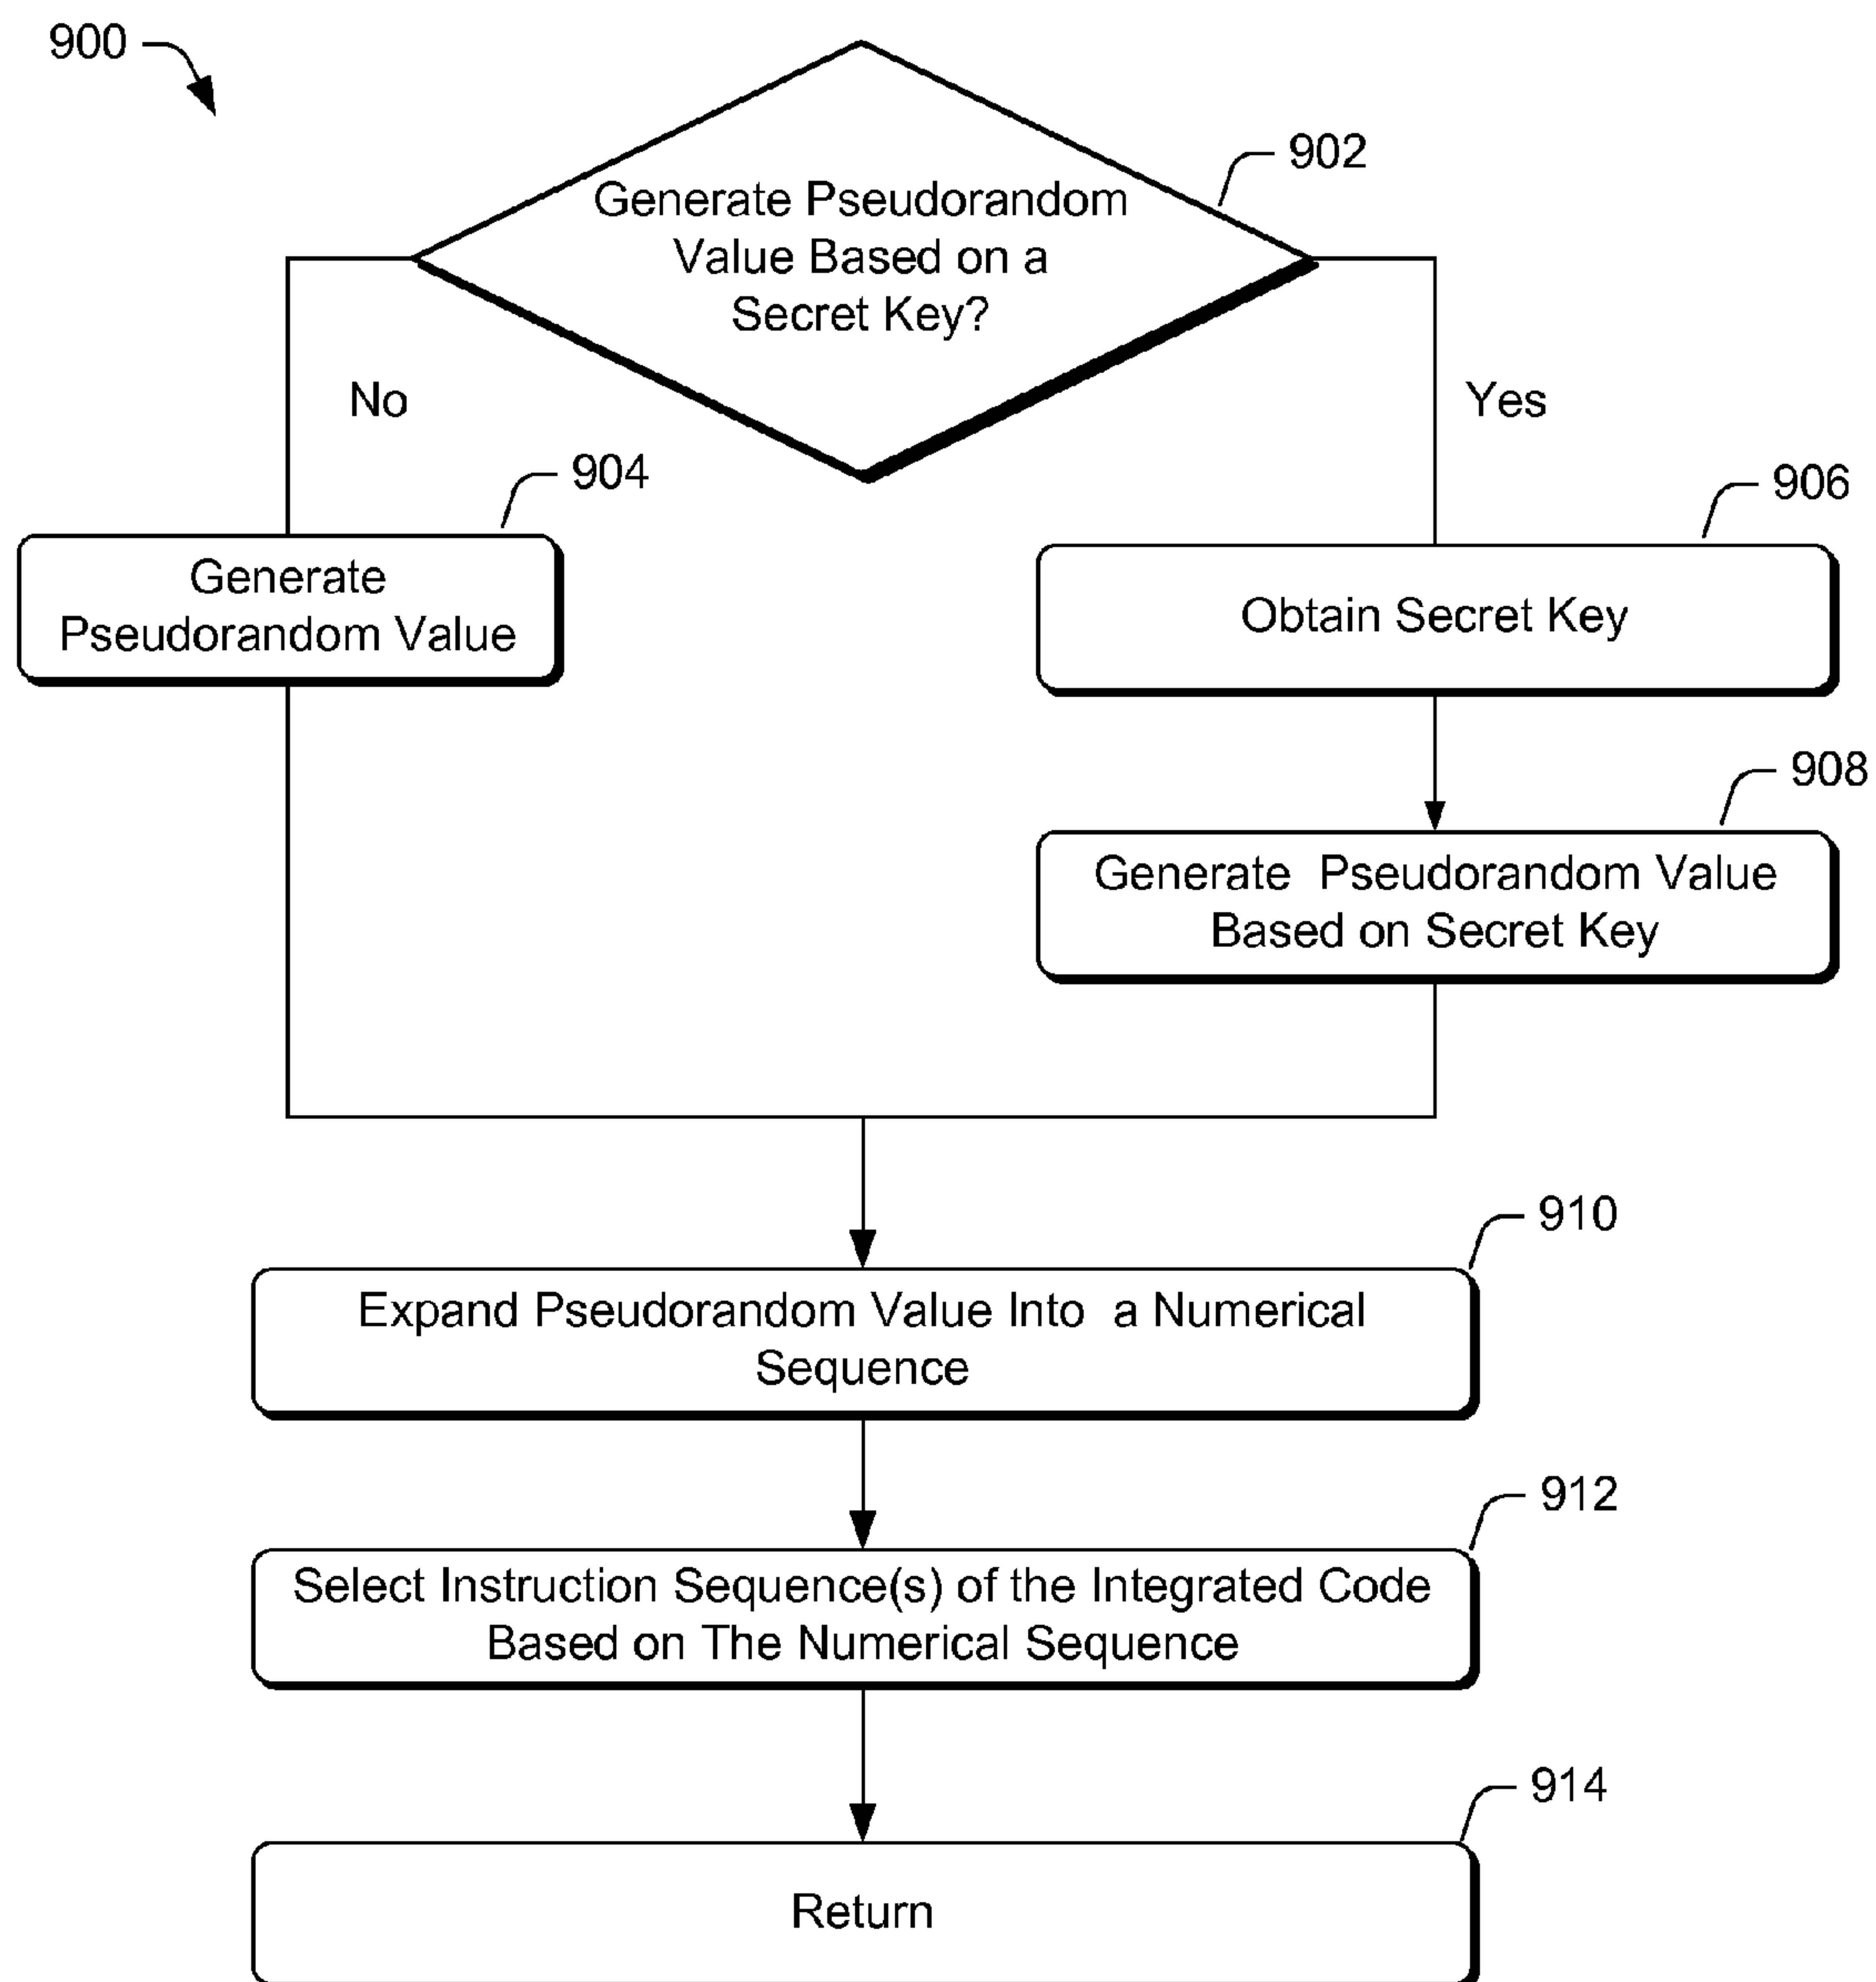 900
902
Generate Pseudorandom
Value Based on a
Secret Key?
No
Yes
904
Generate
Pseudorandom Value
906
Obtain Secret Key
908
Generate Pseudorandom Value
Based on Secret Key
910
Expand Pseudorandom Value Into a Numerical
Sequence
912
Select Instruction Sequence(s) of the Integrated Code
Based on The Numerical Sequence
914
Return